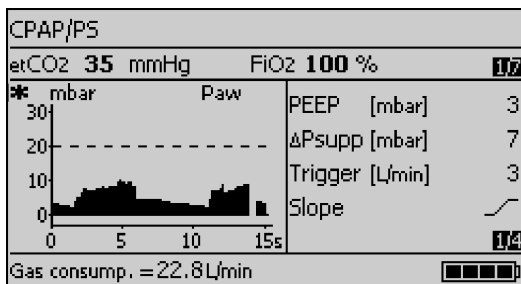 CPAP/PS
etCO2 35 mmHg FiO2 100 % 1/7
* mbar Paw
30
20
10
0
0 5 10 15s
PEEP [mbar] 3
ΔPsupp [mbar] 7
Trigger [L/min] 3
Slope
1/4
Gas consump. =22.8L/min